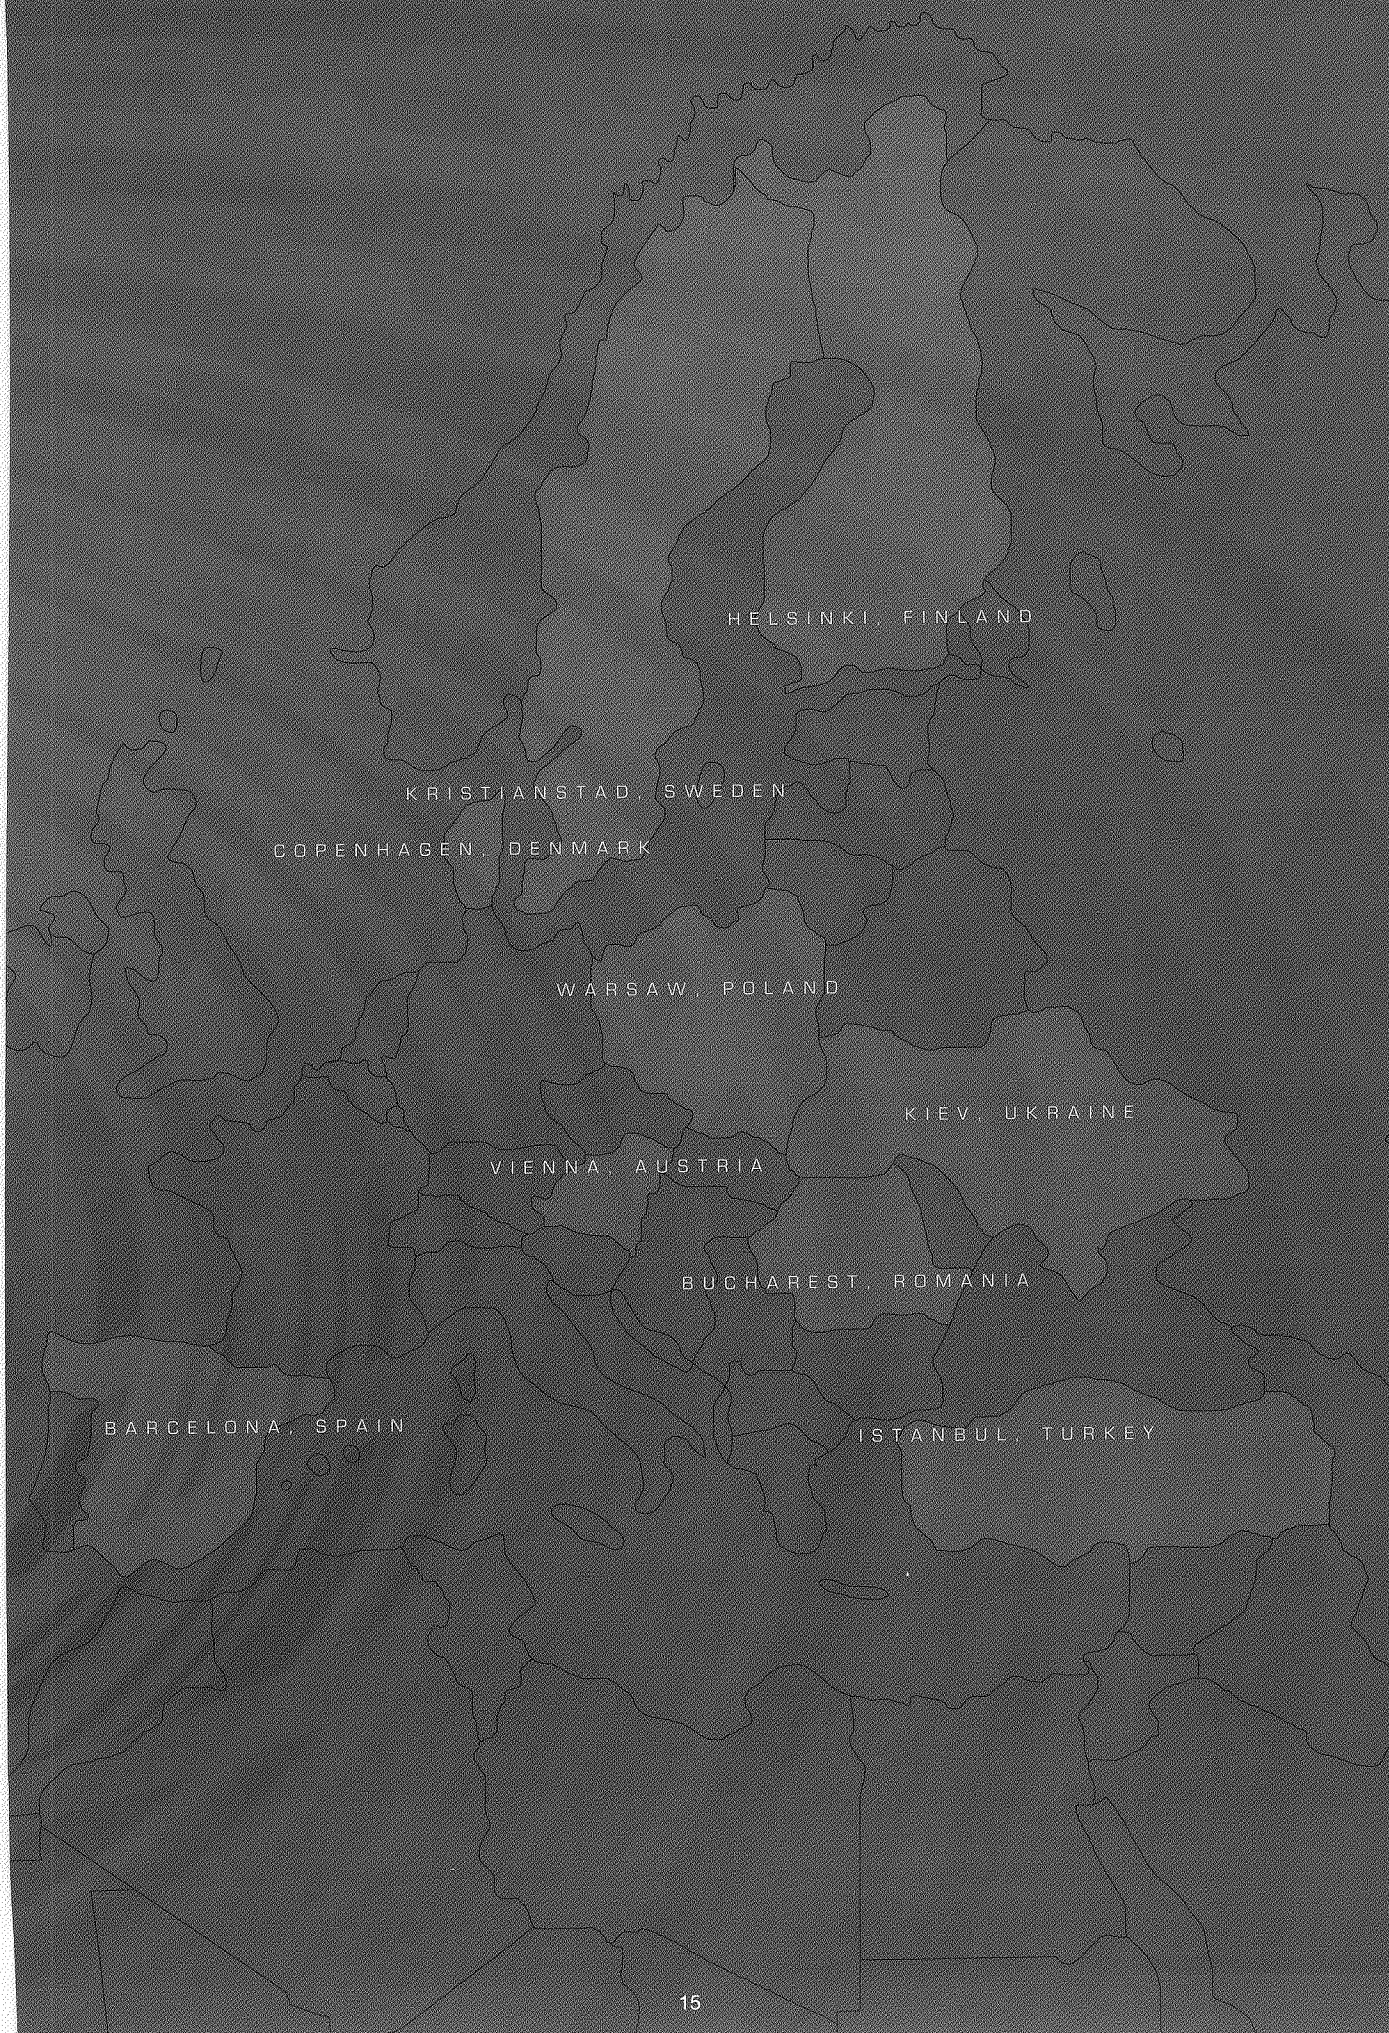 HELSINKI, FINLAND
KRISTIANSTAD, SWEDEN
COPENHAGEN, DENMARK
WARSAW, POLAND
KIEV, UKRAINE
VIENNA, AUSTRIA
BUCHAREST, ROMANIA
BARCELONA, SPAIN
ISTANBUL, TURKEY
15